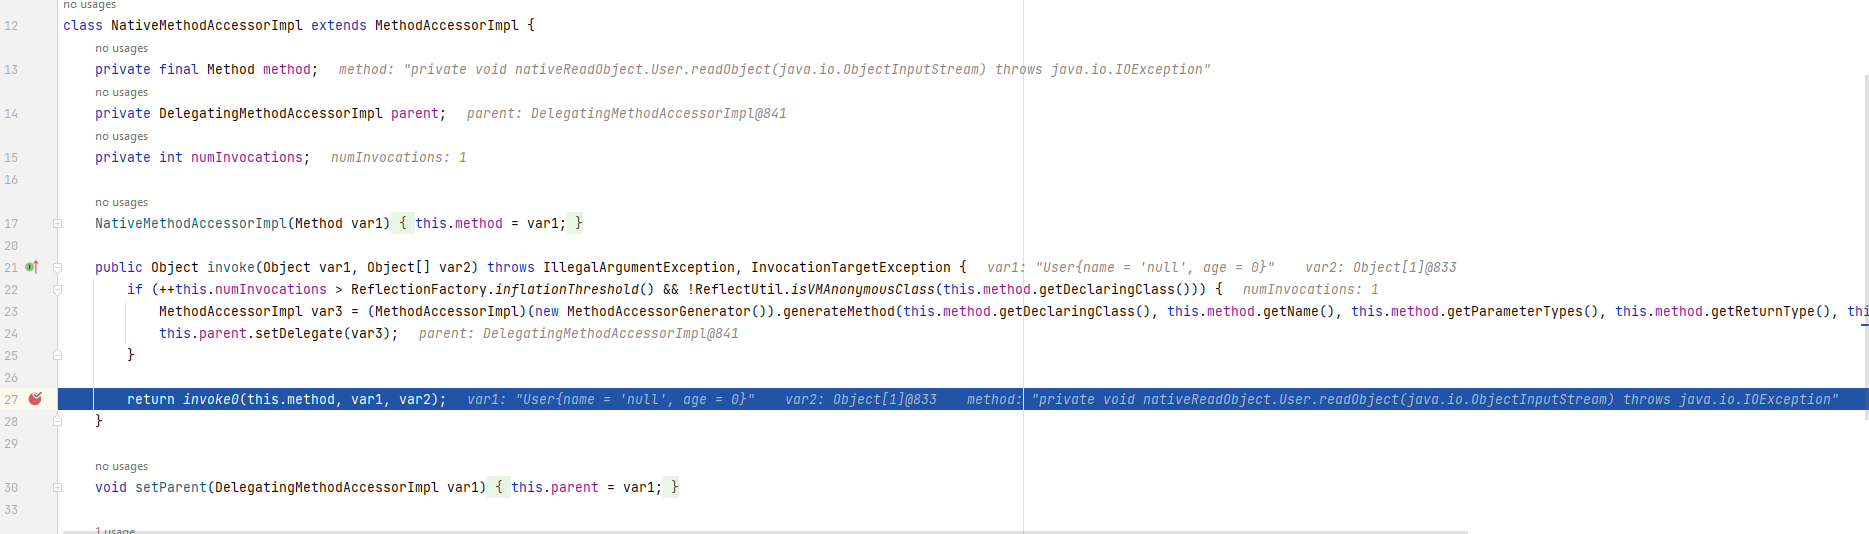 no usages
12 class NativeMethodAccessorImpl extends MethodAccessorImpl {
no usages
13 private final Method method; method: "private void nativeReadObject.User.readObject(java.io.ObjectInputStream) throws java.io.IOException"
no usages
14 private DelegatingMethodAccessorImpl parent; parent: DelegatingMethodAccessorImpl@841
no usages
15 private int numInvocations; numInvocations: 1
16
no usages
17 NativeMethodAccessorImpl(Method var1) { this.method = var1; }
20
21 public Object invoke(Object var1, Object[] var2) throws IllegalArgumentException, InvocationTargetException { var1: "User{name = 'null', age = 0}" var2: Object[1]@833
22 if (++this.numInvocations > ReflectionFactory.inflationThreshold() && !ReflectUtil.isVMAnonymousClass(this.method.getDeclaringClass())) { numInvocations: 1
23 MethodAccessorImpl var3 = (MethodAccessorImpl)(new MethodAccessorGenerator()).generateMethod(this.method.getDeclaringClass(), this.method.getName(), this.method.getParameterTypes(), this.method.getReturnType(), thi
24 this.parent.setDelegate(var3); parent: DelegatingMethodAccessorImpl@841
25 }
26
27 return invoke0(this.method, var1, var2); var1: "User{name = 'null', age = 0}" var2: Object[1]@833 method: "private void nativeReadObject.User.readObject(java.io.ObjectInputStream) throws java.io.IOException"
28 }
29
no usages
30 void setParent(DelegatingMethodAccessorImpl var1) { this.parent = var1; }
33
1 usage